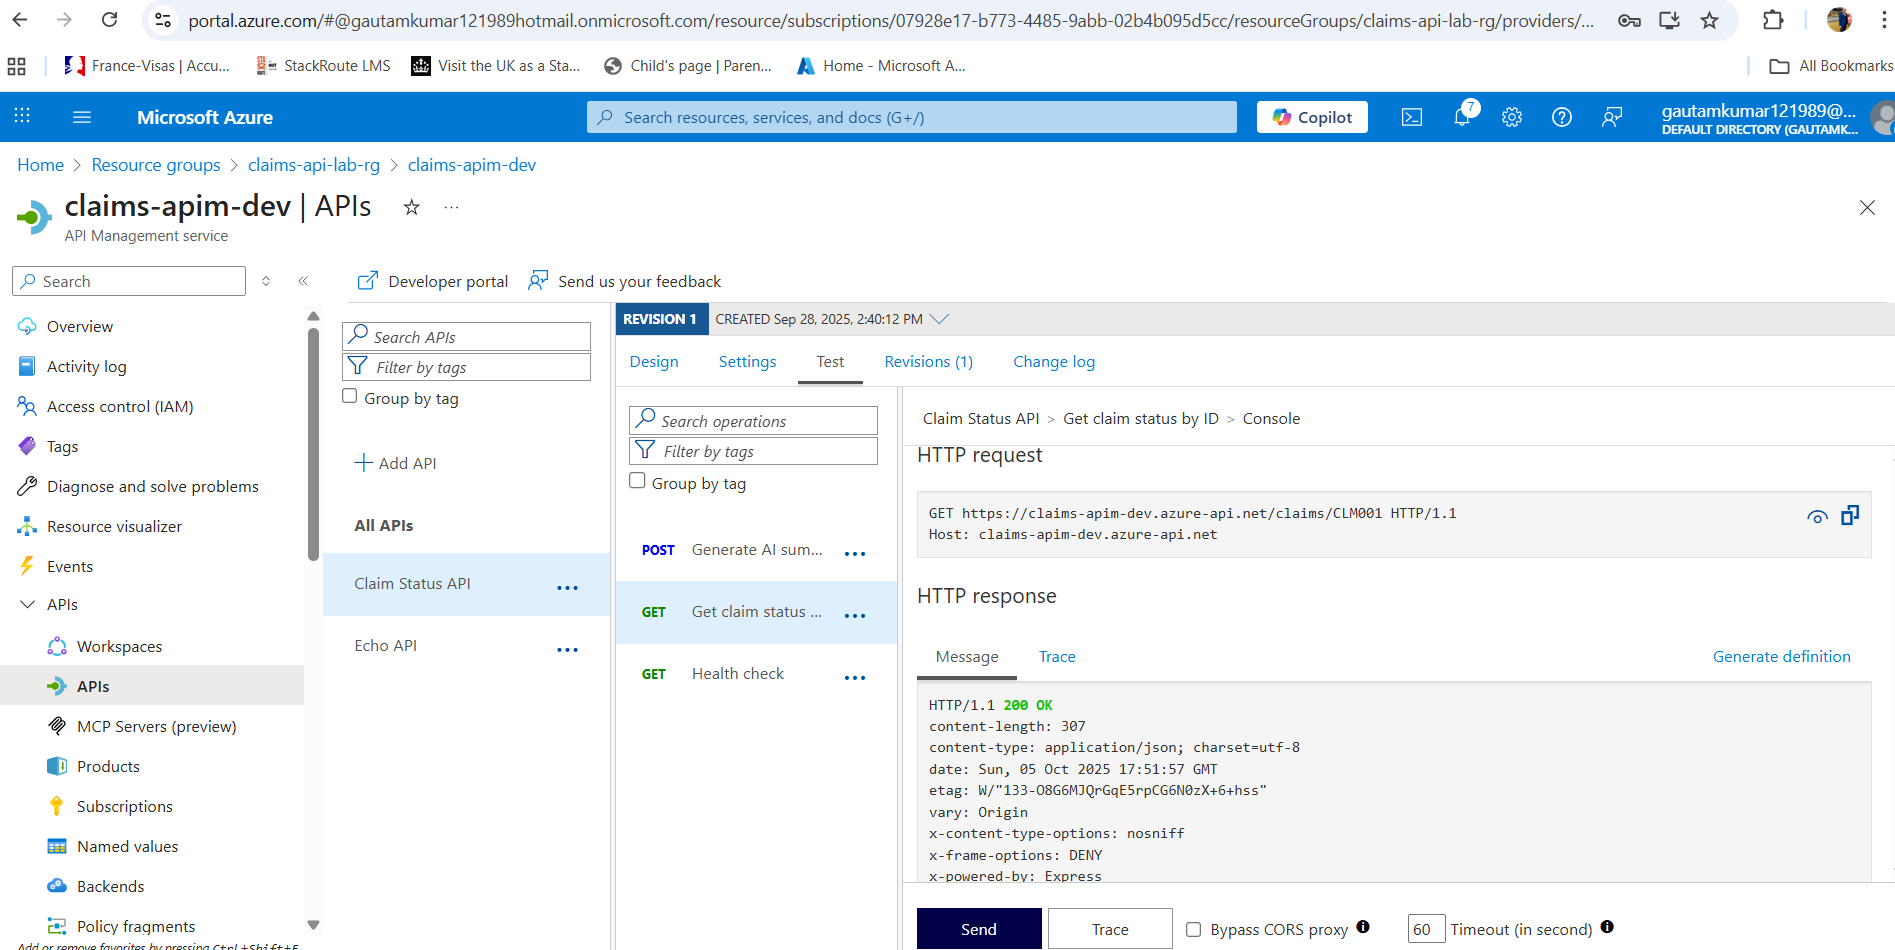 portal.azure.com/#@gautamkumar121989hotmail.onmicrosoft.com/resource/subscriptions/07928e17-b773-4485-9abb-02b4b095d5cc/resourceGroups/claims-api-lab-rg/providers/...
France-Visas | Accu...
StackRoute LMS
Visit the UK as a Sta...
Child's page | Paren...
Home - Microsoft A...
All Bookmarks
Microsoft Azure
Search resources, services, and docs (G+/)
Copilot
7
gautamkumar121989@...
DEFAULT DIRECTORY (GAUTAMK...
Home > Resource groups > claims-api-lab-rg > claims-apim-dev
claims-apim-dev | APIs
...
API Management service
Search
Overview
Activity log
Access control (IAM)
Tags
Diagnose and solve problems
Resource visualizer
Events
APIs
Workspaces
APIs
MCP Servers (preview)
Products
Subscriptions
Named values
Backends
Policy fragments
Add or remove favorites by pressing Ctrl+Shift+F
Developer portal
Send us your feedback
Search APIs
Filter by tags
Group by tag
+ Add API
All APIs
Claim Status API ...
Echo API ...
REVISION 1
CREATED Sep 28, 2025, 2:40:12 PM
Design
Settings
Test
Revisions (1)
Change log
Search operations
Filter by tags
Group by tag
POST Generate AI sum... ...
GET Get claim status ... ...
GET Health check ...
Claim Status API > Get claim status by ID > Console
HTTP request
GET https://claims-apim-dev.azure-api.net/claims/CLM001 HTTP/1.1
Host: claims-apim-dev.azure-api.net
HTTP response
Message
Trace
Generate definition
HTTP/1.1 200 OK
content-length: 307
content-type: application/json; charset=utf-8
date: Sun, 05 Oct 2025 17:51:57 GMT
etag: W/"133-O8G6MJQrGqE5rpCG6N0zX+6+hss"
vary: Origin
x-content-type-options: nosniff
x-frame-options: DENY
x-powered-by: Express
Send
Trace
Bypass CORS proxy
60
Timeout (in second)